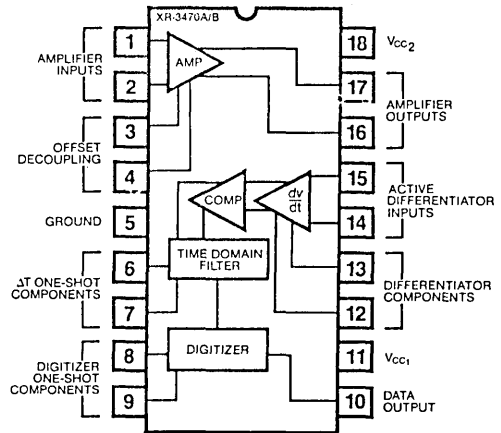 XR-3470A/B
AMPLIFIER
INPUTS
1
2
OFFSET
DECOUPLING
3
4
GROUND
5
ΔT ONE-SHOT
COMPONENTS
6
7
DIGITIZER
ONE-SHOT
COMPONENTS
8
9
AMP
COMP
dv
dt
TIME DOMAIN
FILTER
DIGITIZER
18
VCC2
17
16
AMPLIFIER
OUTPUTS
15
14
ACTIVE
DIFFERENTIATOR
INPUTS
13
12
DIFFERENTIATOR
COMPONENTS
11
VCC1
10
DATA
OUTPUT